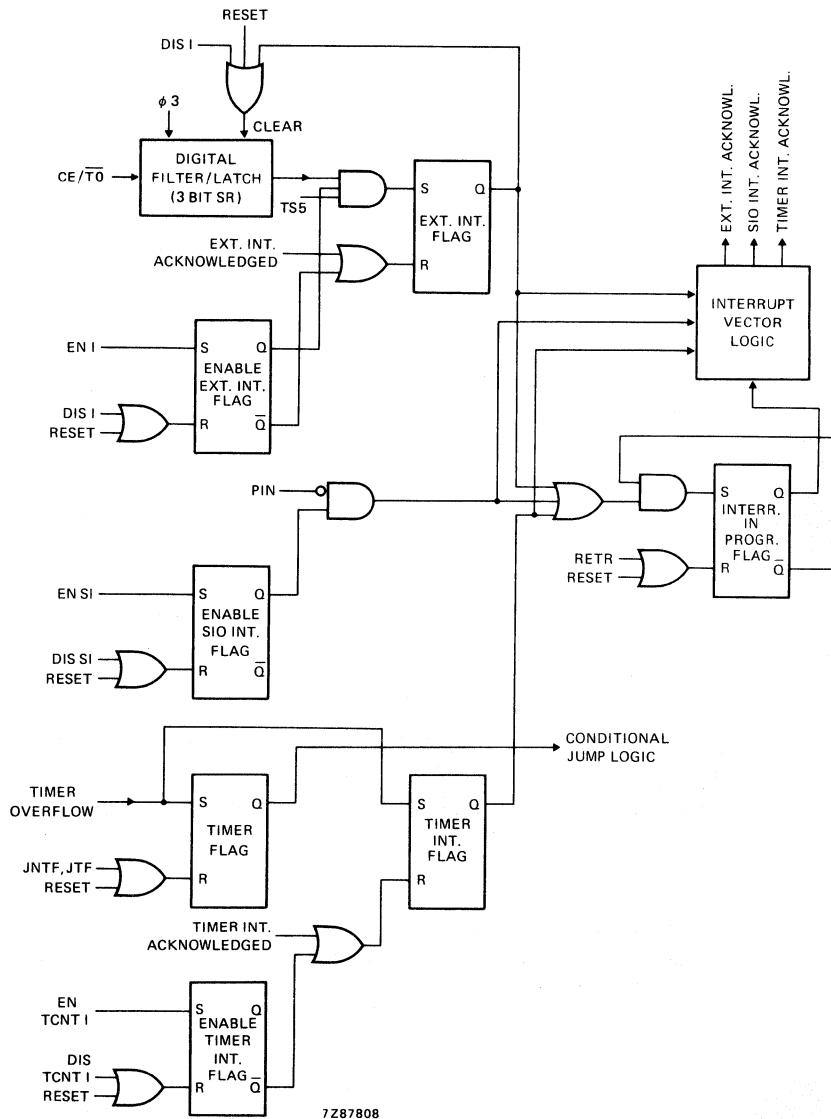 RESET
DIS I
φ3
CLEAR
DIGITAL
FILTER/LATCH
(3 BIT SR)
CE/T̅0̅
TS5
S Q
EXT. INT.
FLAG
R
EXT. INT.
ACKNOWLEDGED
EXT. INT. ACKNOWL.
SIO INT. ACKNOWL.
TIMER INT. ACKNOWL.
INTERRUPT
VECTOR
LOGIC
EN I
S Q
ENABLE
EXT. INT.
FLAG
R Q̅
DIS I
RESET
PIN
S Q
INTERR.
IN
PROGR.
FLAG
R Q̅
RETR
RESET
EN SI
S Q
ENABLE
SIO INT.
FLAG
R Q̅
DIS SI
RESET
CONDITIONAL
JUMP LOGIC
TIMER
OVERFLOW
S Q
TIMER
FLAG
R
JNTF, JTF
RESET
S Q
TIMER
INT.
FLAG
R
TIMER INT.
ACKNOWLEDGED
EN
TCNT I
S Q
ENABLE
TIMER
INT.
FLAG
R Q̅
DIS
TCNT I
RESET
7Z87808